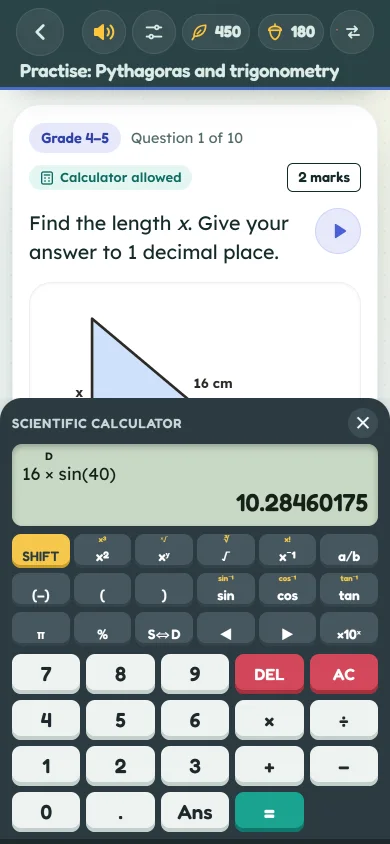 450
180
Practise: Pythagoras and trigonometry
Grade 4–5
Question 1 of 10
Calculator allowed
2 marks
Find the length x. Give your
answer to 1 decimal place.
16 cm
x
SCIENTIFIC CALCULATOR
D
16 × sin(40)
10.28460175
SHIFT x³ x² ʸ√ xʸ ∛ √ x! x⁻¹ a/b
(−) ( ) sin⁻¹ sin cos⁻¹ cos tan⁻¹ tan
π % S⇔D ◀ ▶ ×10ˣ
7 8 9 DEL AC
4 5 6 × ÷
1 2 3 + −
0 . Ans =